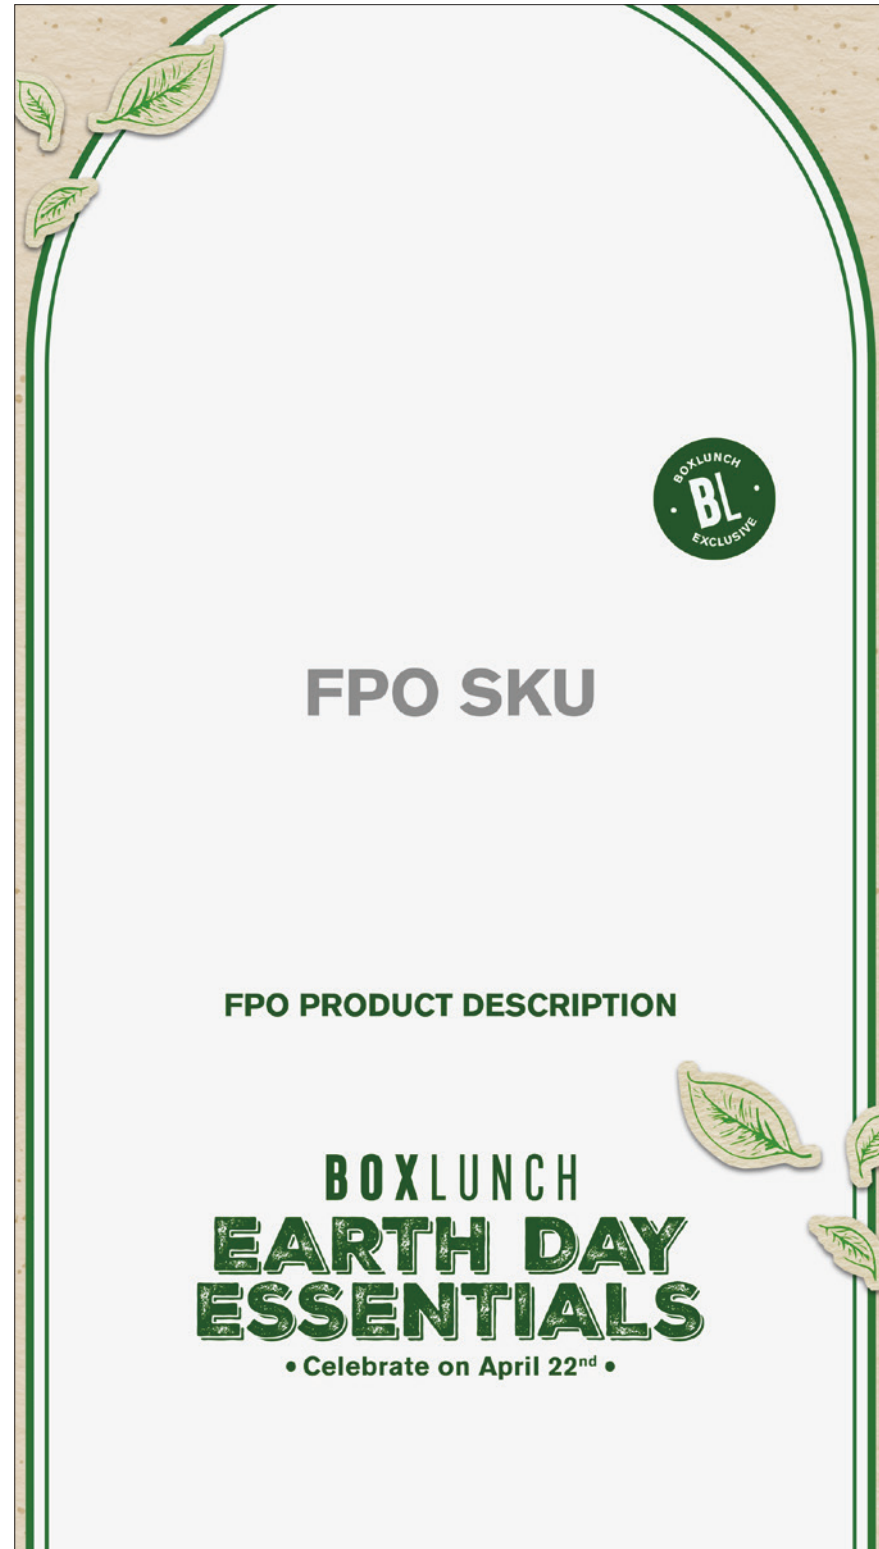 BOXLUNCH
BL
EXCLUSIVE
FPO SKU
FPO PRODUCT DESCRIPTION
BOXLUNCH
EARTH DAY
ESSENTIALS
• Celebrate on April 22nd •